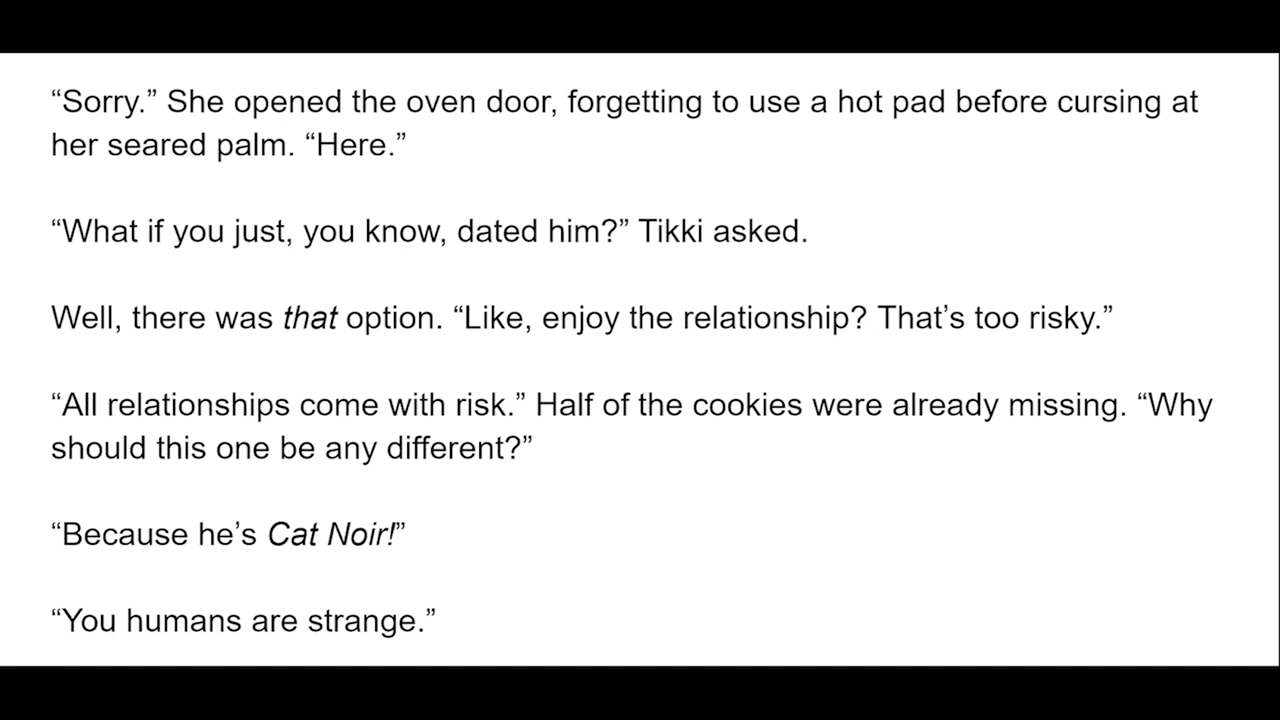 “Sorry.” She opened the oven door, forgetting to use a hot pad before cursing at
her seared palm. “Here.”
“What if you just, you know, dated him?” Tikki asked.
Well, there was that option. “Like, enjoy the relationship? That’s too risky.”
“All relationships come with risk.” Half of the cookies were already missing. “Why
should this one be any different?”
“Because he’s Cat Noir!”
“You humans are strange.”